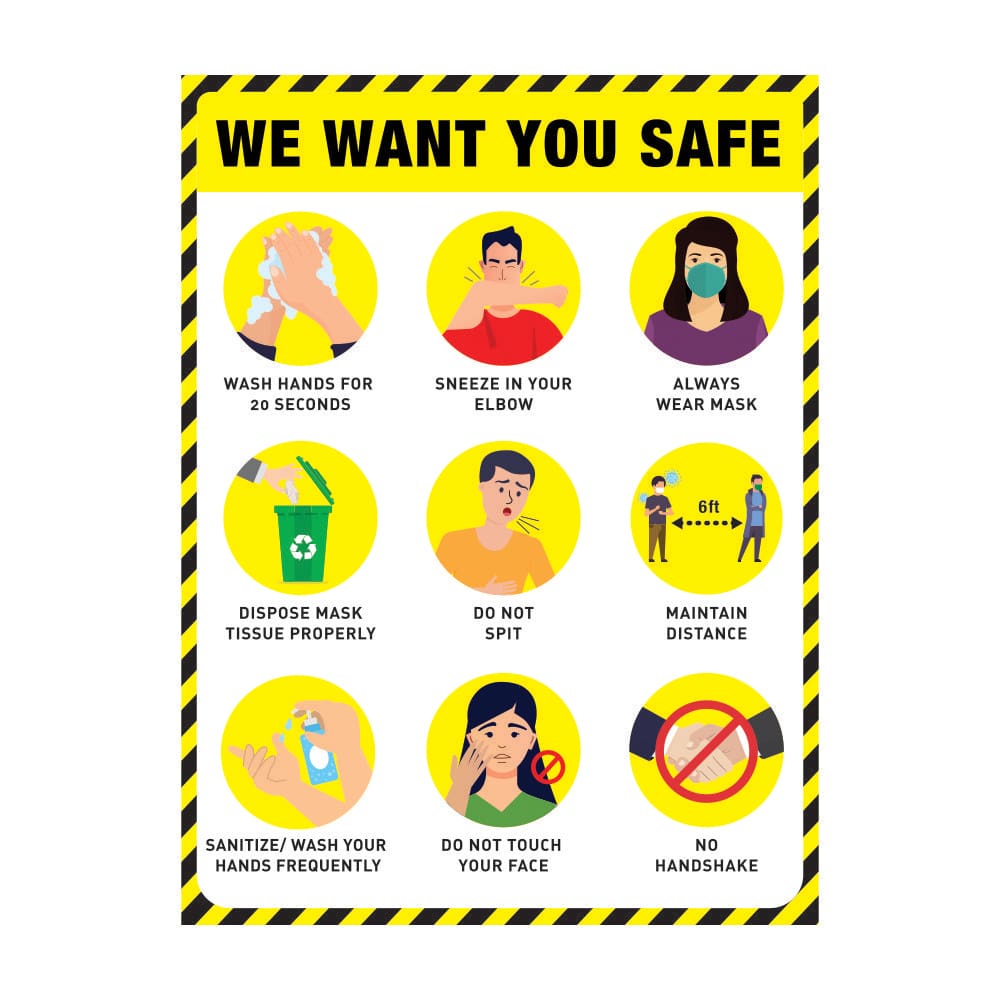 WE WANT YOU SAFE
WASH HANDS FOR
20 SECONDS
SNEEZE IN YOUR
ELBOW
ALWAYS
WEAR MASK
DISPOSE MASK
TISSUE PROPERLY
DO NOT
SPIT
6ft
MAINTAIN
DISTANCE
SANITIZE/ WASH YOUR
HANDS FREQUENTLY
DO NOT TOUCH
YOUR FACE
NO
HANDSHAKE